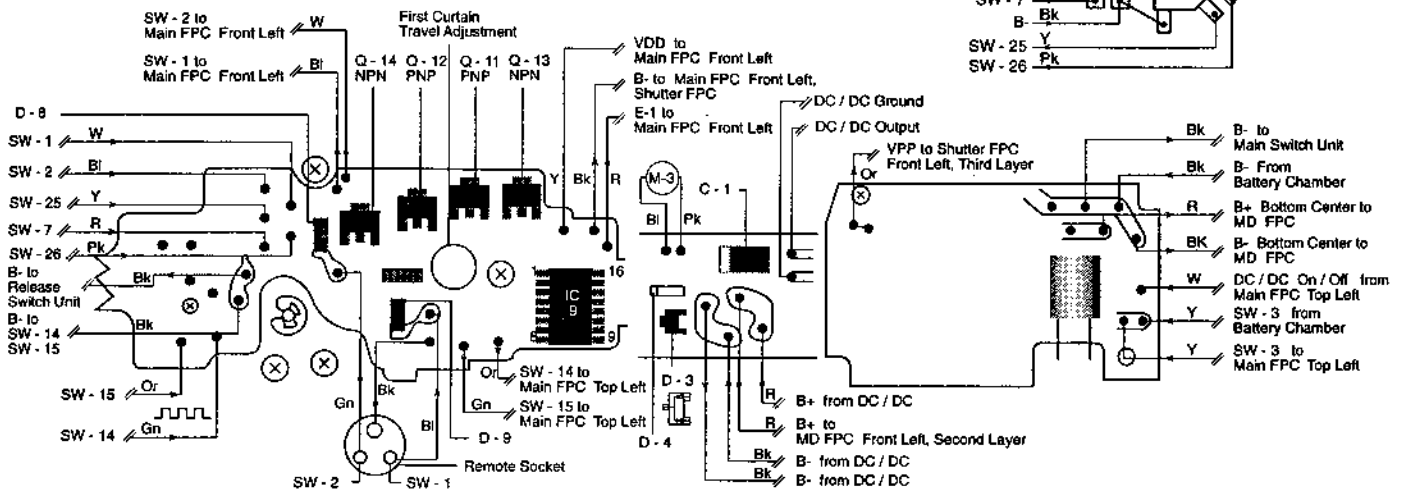 SW - 7
B- Bk
SW - 25 Y
SW - 26 Pk
SW - 2 to
Main FPC Front Left
W
SW - 1 to
Main FPC Front Left
Bl
First Curtain
Travel Adjustment
Q - 14
NPN
Q - 12
PNP
Q - 11
PNP
Q - 13
NPN
VDD to
Main FPC Front Left
B- to Main FPC Front Left,
Shutter FPC
E-1 to
Main FPC Front Left
Y
Bk
R
DC / DC Ground
DC / DC Output
VPP to Shutter FPC
Front Left, Third Layer
Or
D - 8
SW - 1 W
SW - 2 Bl
SW - 25 Y
SW - 7 R
SW - 26 Pk
B- to
Release
Switch Unit
Bk
B- to
SW - 14
SW - 15
Bk
SW - 15 Or
SW - 14 Gn
1 16
IC
9
8 9
M-3
Bl Pk
C - 1
Gn
Bk
Bl
Or
SW - 14 to
Main FPC Top Left
Gn
SW - 15 to
Main FPC Top Left
D - 9
Remote Socket
SW - 2
SW - 1
D - 3
D - 4
R B+ from DC / DC
R B+ to
MD FPC Front Left, Second Layer
Bk B- from DC / DC
Bk B- from DC / DC
Bk B- to
Main Switch Unit
Bk B- From
Battery Chamber
R B+ Bottom Center to
MD FPC
BK B- Bottom Center to
MD FPC
W DC / DC On / Off from
Main FPC Top Left
Y SW - 3 from
Battery Chamber
Y SW - 3 to
Main FPC Top Left